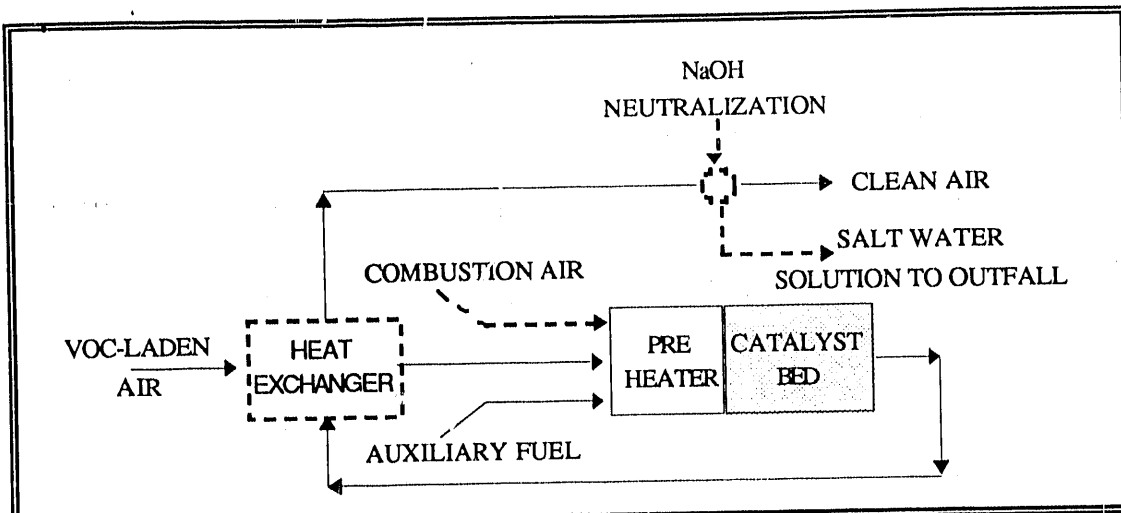 NaOH
NEUTRALIZATION
CLEAN AIR
SALT WATER
SOLUTION TO OUTFALL
COMBUSTION AIR
VOC-LADEN
AIR
HEAT
EXCHANGER
PRE
HEATER
CATALYST
BED
AUXILIARY FUEL